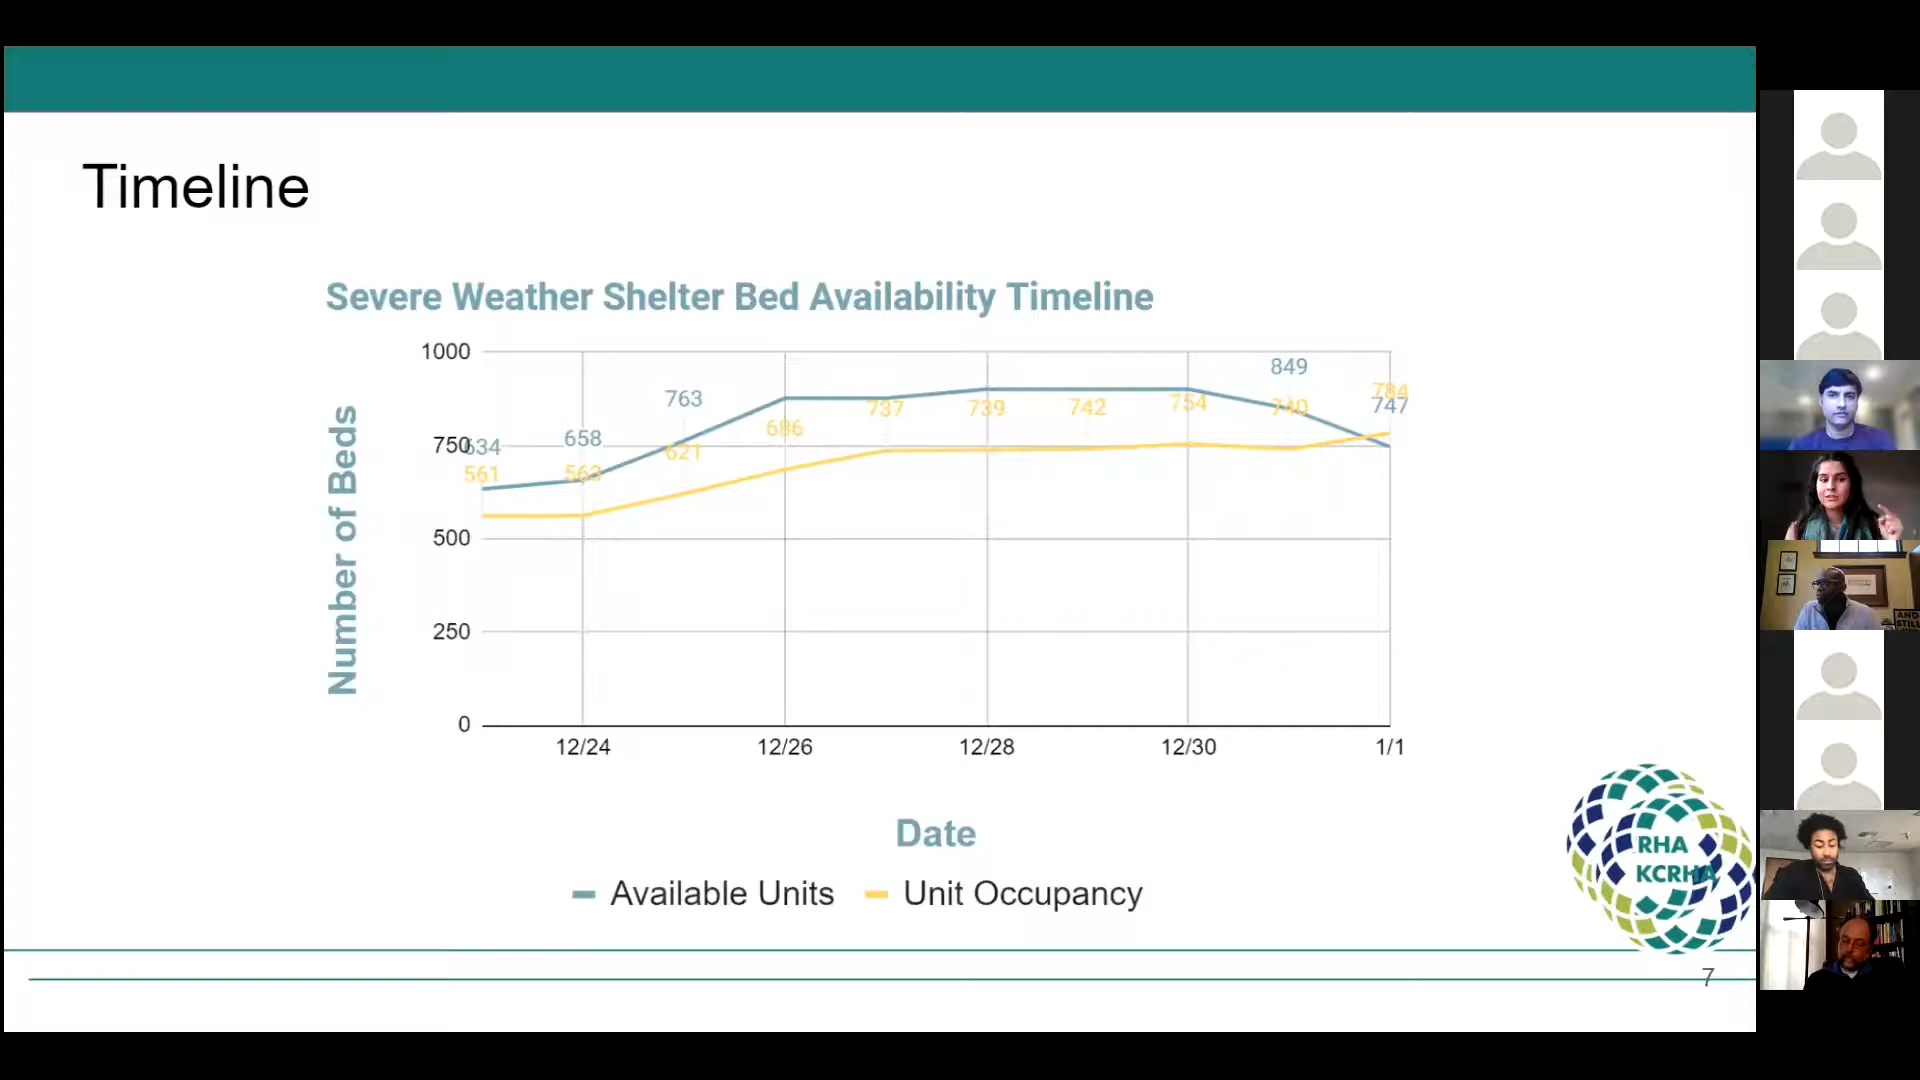 Timeline
Severe Weather Shelter Bed Availability Timeline
Number of Beds
1000
750
500
250
0
634
658
763
849
747
561
563
621
686
737
739
742
754
740
784
12/24
12/26
12/28
12/30
1/1
Date
Available Units
Unit Occupancy
RHA
KCRHA
7
AND
STILL